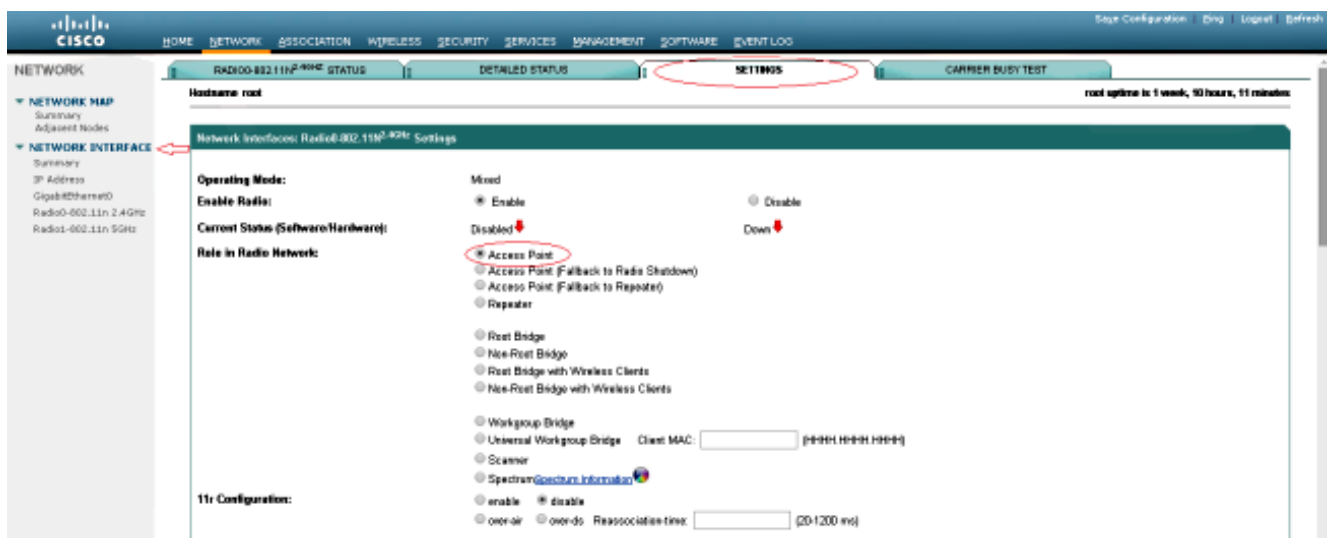 Save Configuration | Ping | Logout | Refresh
CISCO
HOME NETWORK ASSOCIATION WIRELESS SECURITY SERVICES MANAGEMENT SOFTWARE EVENT LOG
NETWORK
RADIO0-802.11N2.4GHZ STATUS DETAILED STATUS SETTINGS CARRIER BUSY TEST
NETWORK MAP
Summary
Adjacent Nodes
NETWORK INTERFACE
Summary
IP Address
GigabitEthernet0
Radio0-802.11n 2.4GHz
Radio1-802.11n 5GHz
Hostname root root uptime is 1 week, 10 hours, 11 minutes
Network Interfaces: Radio0-802.11N2.4GHz Settings
Operating Mode: Mixed
Enable Radio: Enable Disable
Current Status (Software/Hardware): Disabled Down
Role in Radio Network: Access Point
Access Point (Fallback to Radio Shutdown)
Access Point (Fallback to Repeater)
Repeater
Root Bridge
Non-Root Bridge
Root Bridge with Wireless Clients
Non-Root Bridge with Wireless Clients
Workgroup Bridge
Universal Workgroup Bridge Client MAC: (HHHH.HHHH.HHHH)
Scanner
Spectrum Spectrum Information
11r Configuration: enable disable
over-air over-ds Reassociation-time: (20-1200 ms)